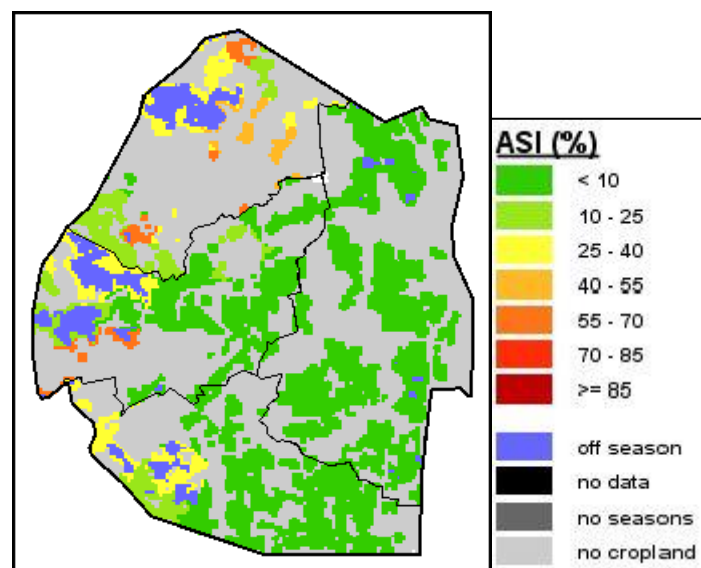 ASI (%)
< 10
10 - 25
25 - 40
40 - 55
55 - 70
70 - 85
>= 85
off season
no data
no seasons
no cropland